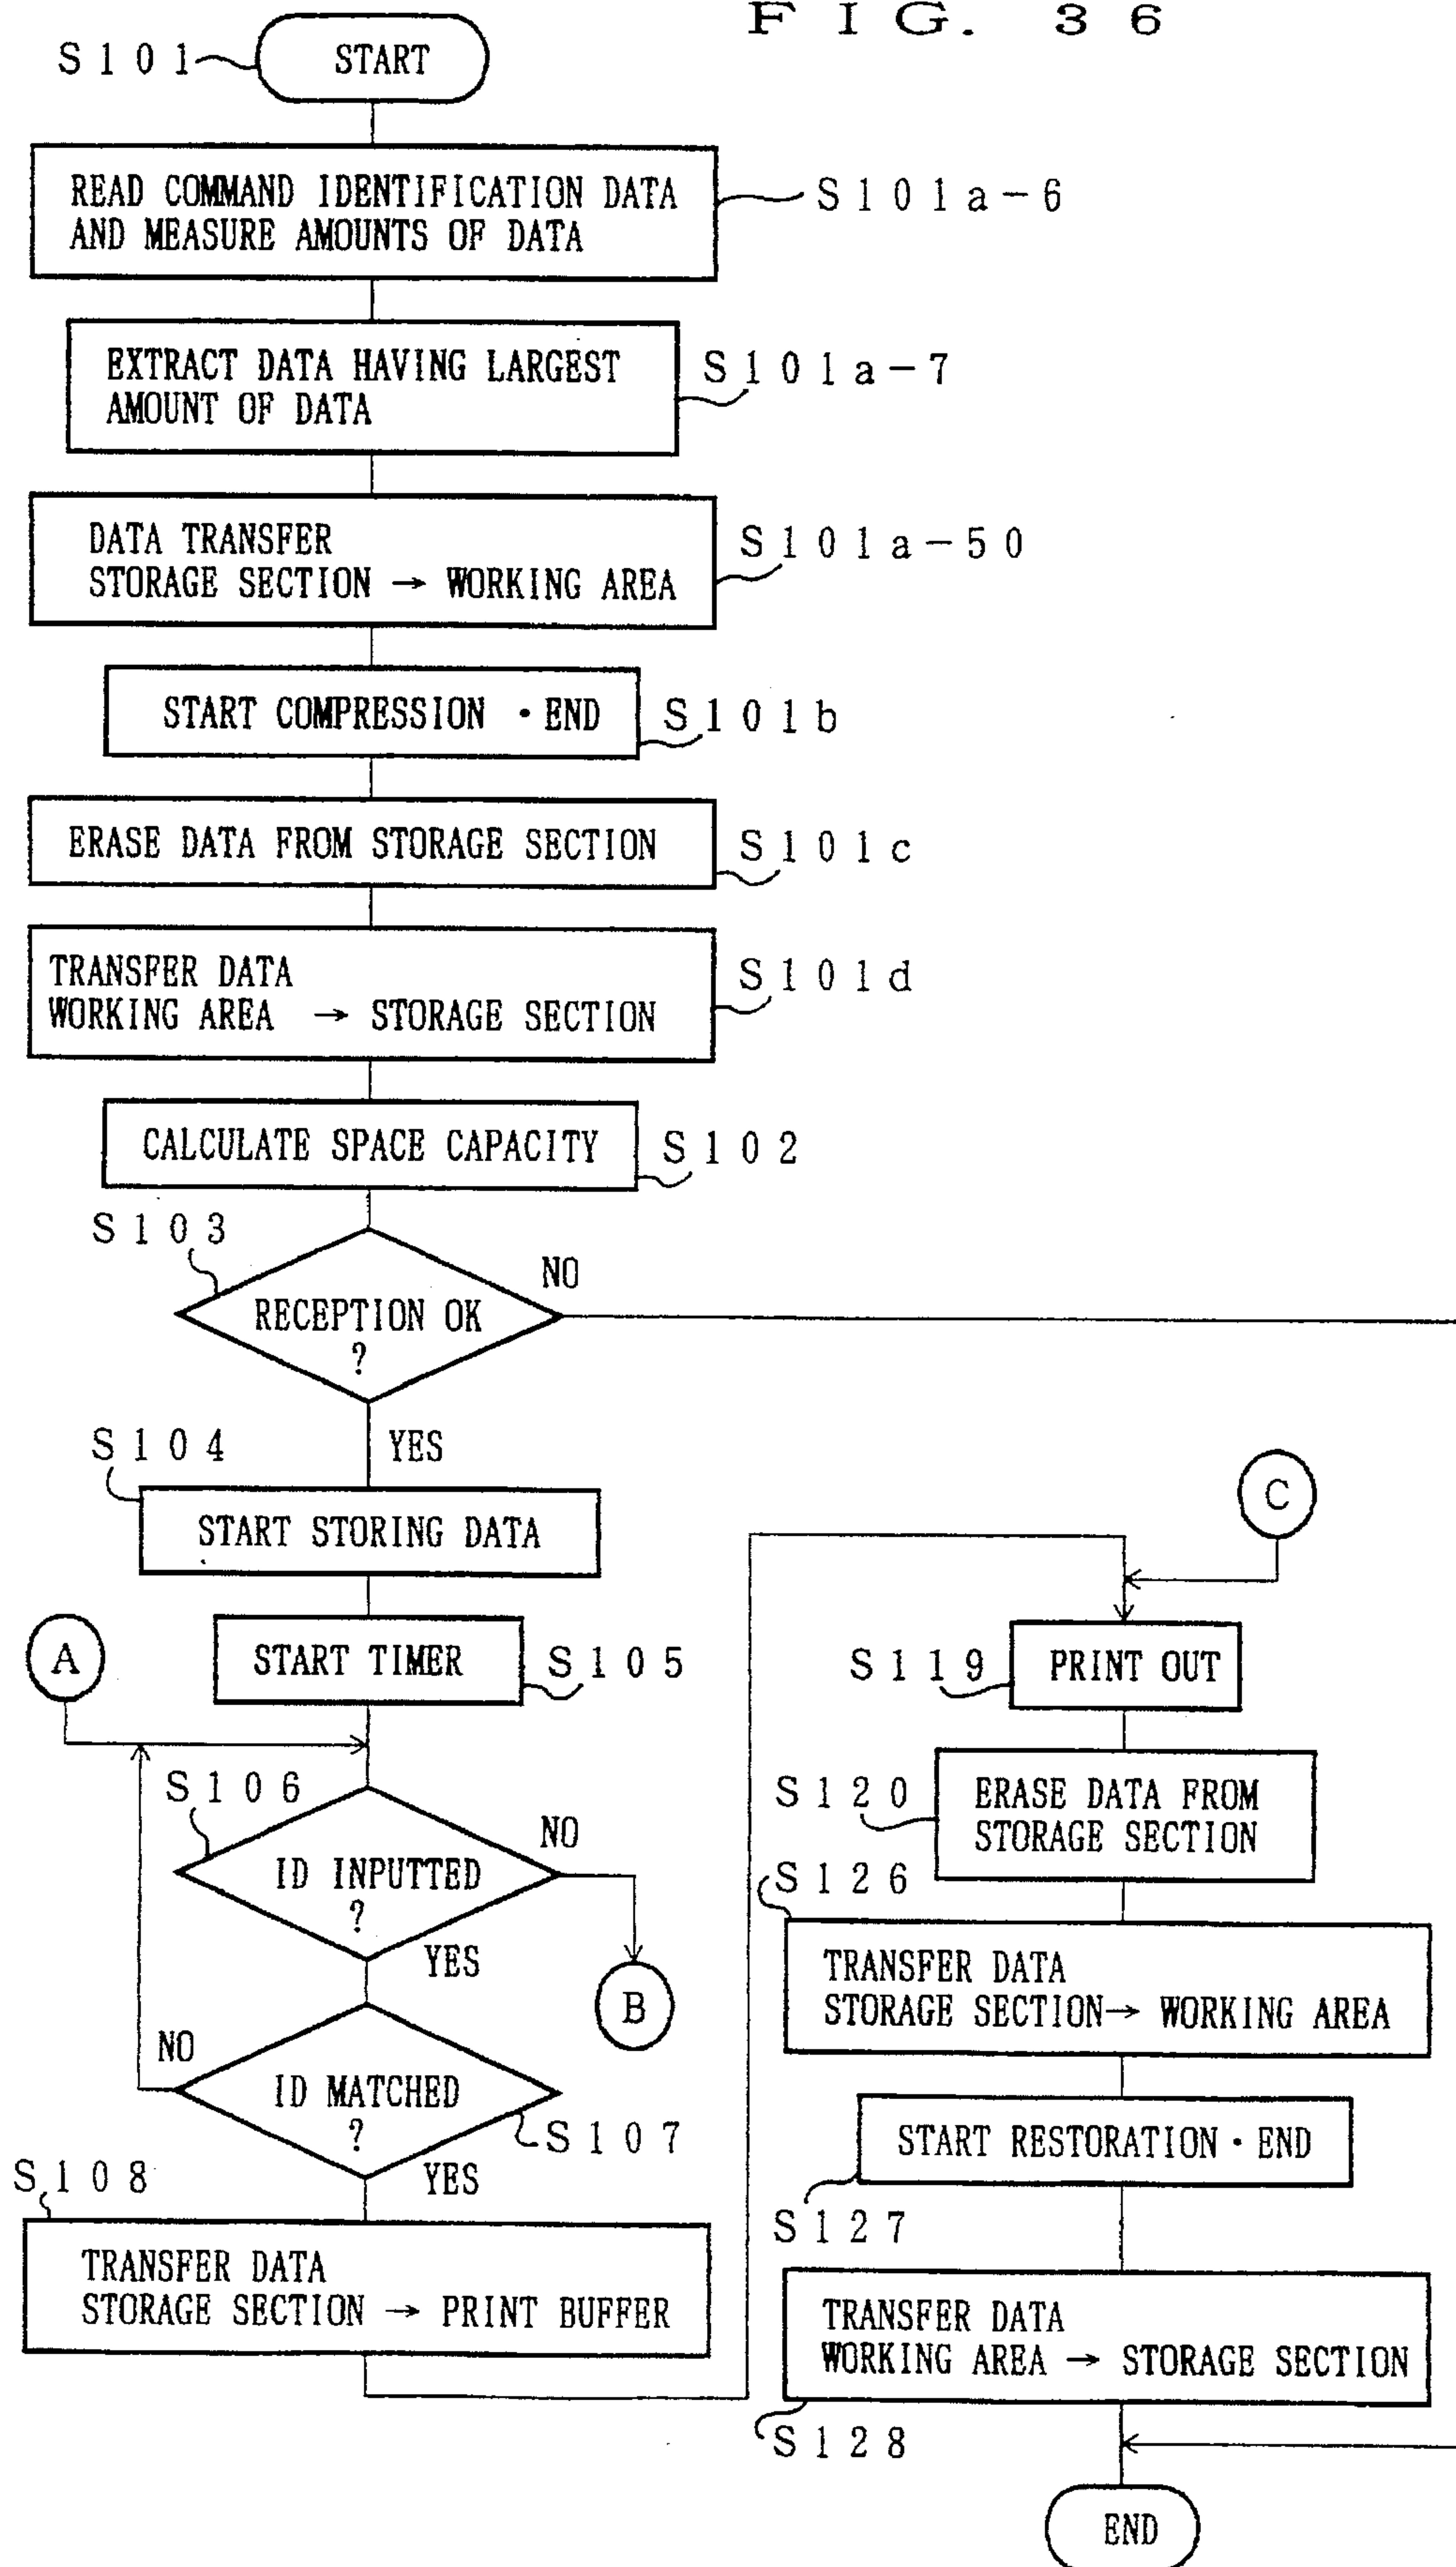 FIG. 36
S101
START
READ COMMAND IDENTIFICATION DATA
AND MEASURE AMOUNTS OF DATA
S101a-6
EXTRACT DATA HAVING LARGEST
AMOUNT OF DATA
S101a-7
DATA TRANSFER
STORAGE SECTION → WORKING AREA
S101a-50
START COMPRESSION ・END
S101b
ERASE DATA FROM STORAGE SECTION
S101c
TRANSFER DATA
WORKING AREA → STORAGE SECTION
S101d
CALCULATE SPACE CAPACITY
S102
S103
RECEPTION OK
?
NO
YES
S104
START STORING DATA
START TIMER
S105
A
S106
ID INPUTTED
?
NO
YES
B
ID MATCHED
?
NO
S107
YES
S108
TRANSFER DATA
STORAGE SECTION → PRINT BUFFER
C
S119
PRINT OUT
S120
ERASE DATA FROM
STORAGE SECTION
S126
TRANSFER DATA
STORAGE SECTION→ WORKING AREA
START RESTORATION・END
S127
TRANSFER DATA
WORKING AREA → STORAGE SECTION
S128
END